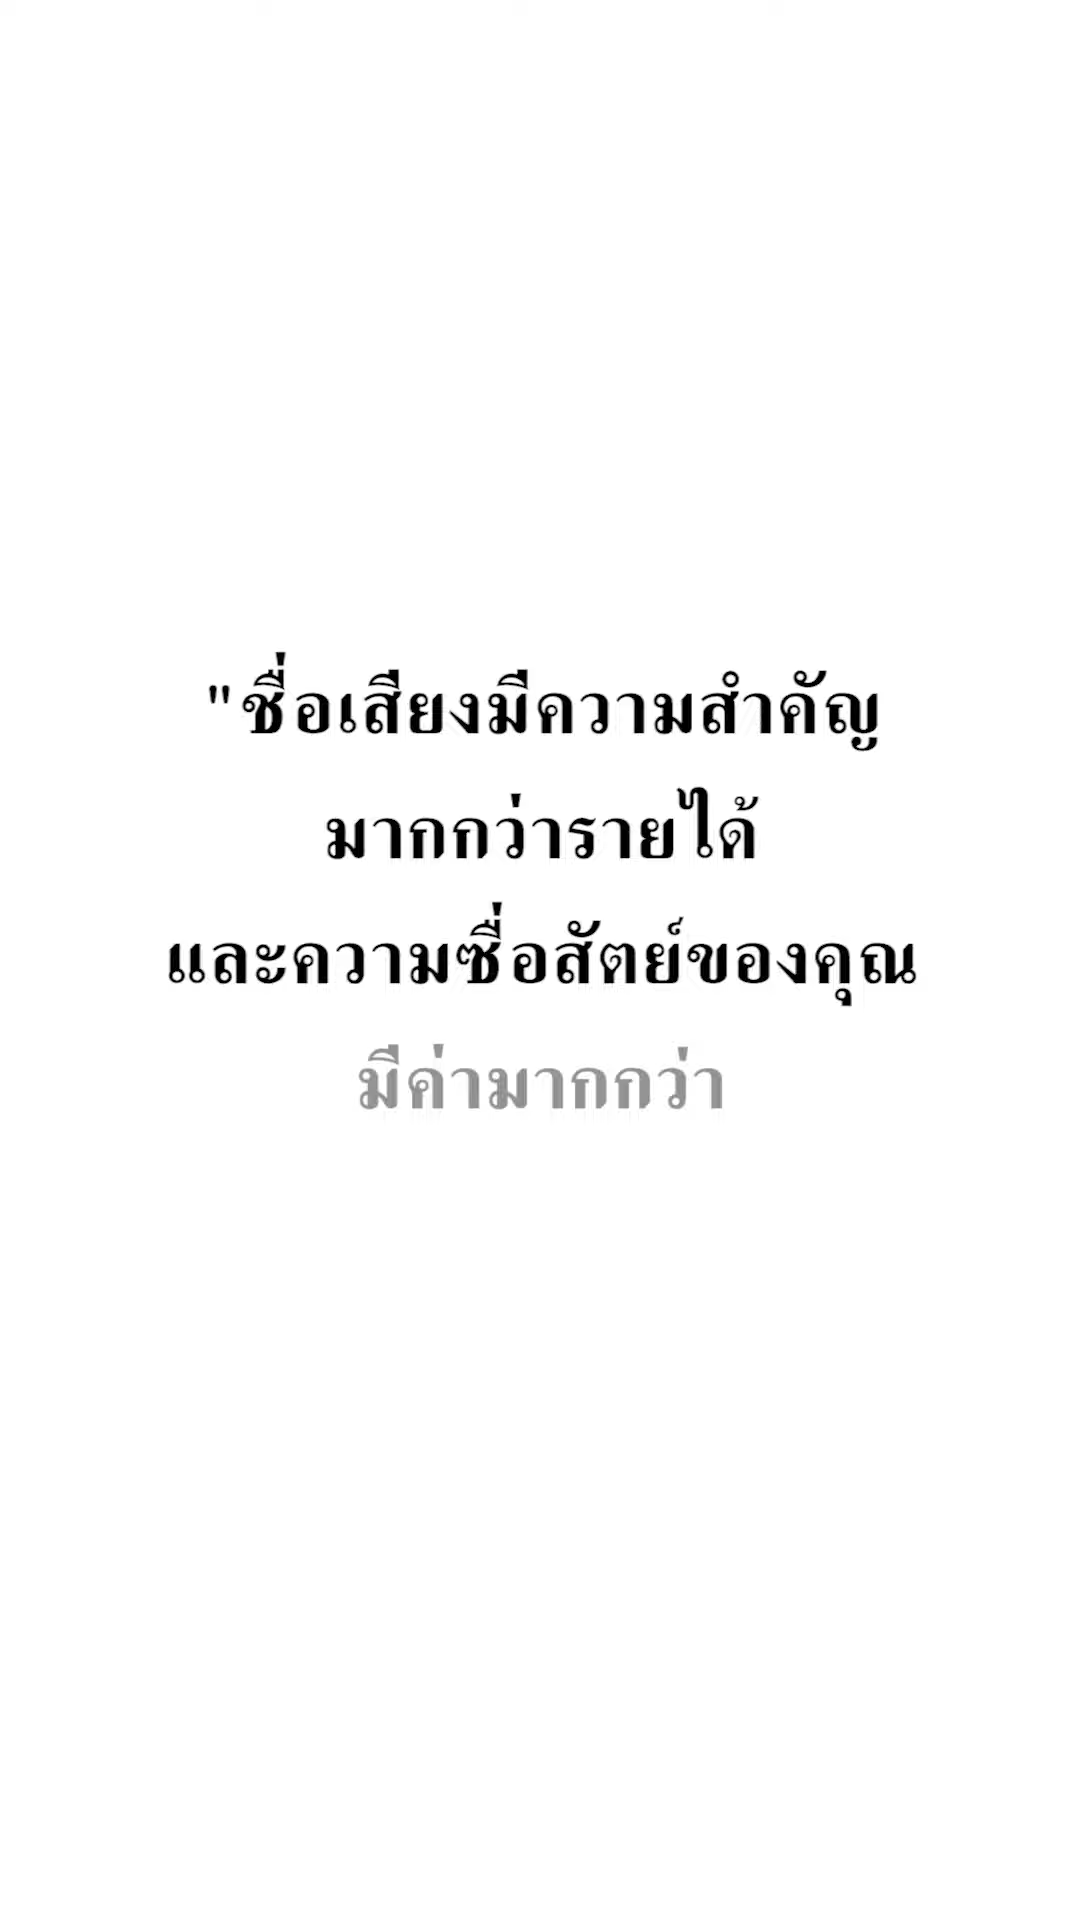 "ชื่อเสียงมีความสำคัญ
มากกว่ารายได้
และความซื่อสัตย์ของคุณ
มีค่ามากกว่า